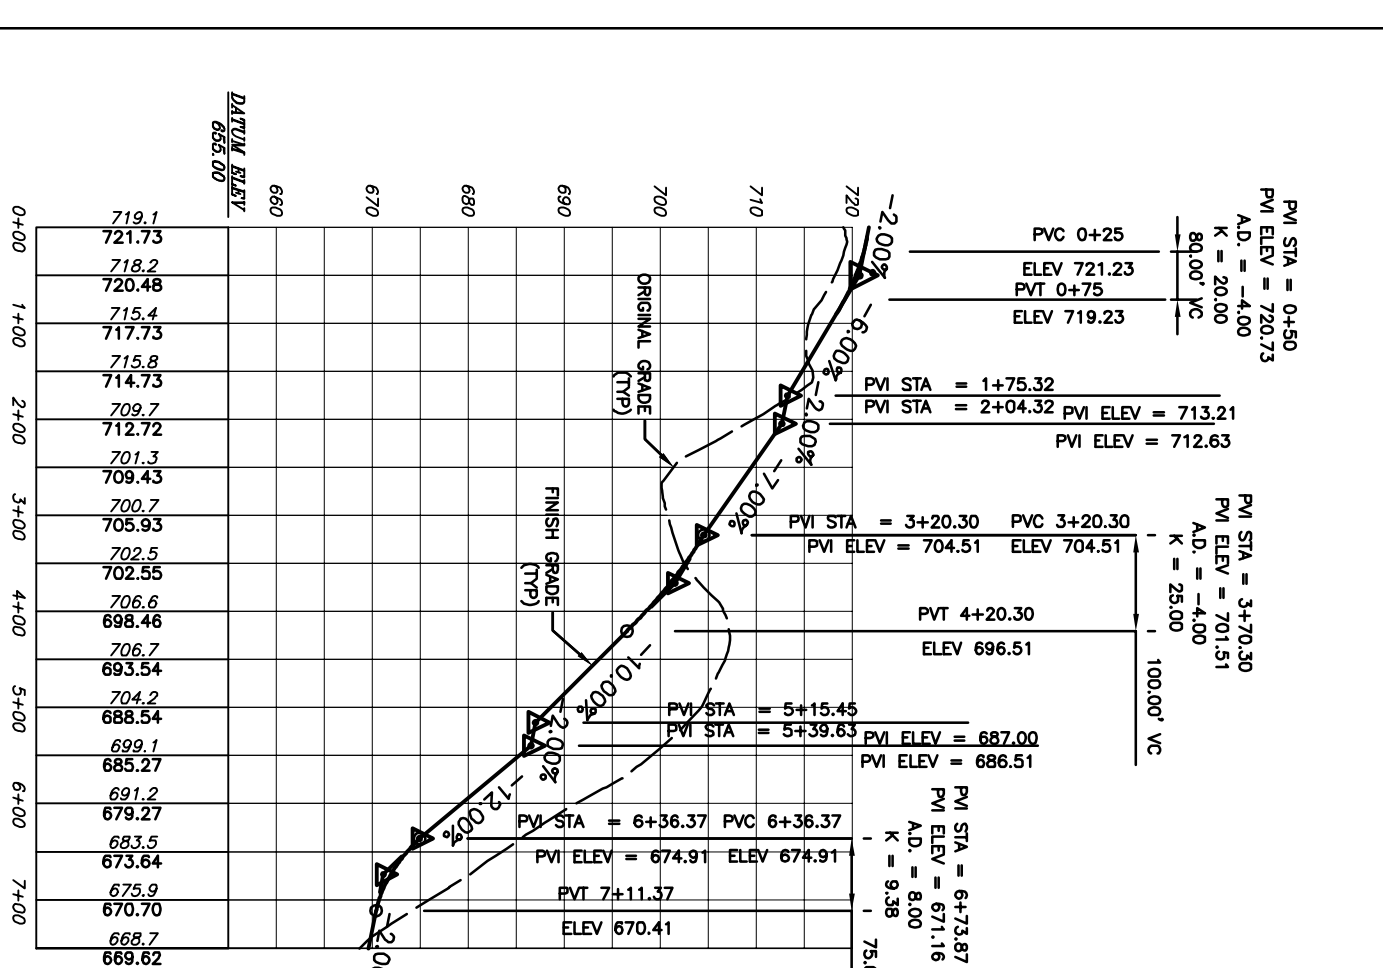 PVI STA = 0+50
PVI ELEV = 720.73
A.D. = -4.00
K = 20.00
80.00' VC
PVC 0+25
ELEV 721.23
PVT 0+75
ELEV 719.23
PVI STA = 1+75.32
PVI ELEV = 713.21
PVI STA = 2+04.32
PVI ELEV = 712.63
PVI STA = 3+70.30
PVI ELEV = 701.51
A.D. = -4.00
K = 25.00
100.00' VC
PVI STA = 3+20.30
PVI ELEV = 704.51
PVC 3+20.30
ELEV 704.51
PVT 4+20.30
ELEV 696.51
PVI STA = 5+15.45
PVI ELEV = 687.00
PVI STA = 5+39.63
PVI ELEV = 686.51
PVI STA = 6+73.87
PVI ELEV = 671.16
A.D. = 8.00
K = 9.38
PVI STA = 6+36.37
PVI ELEV = 674.91
PVC 6+36.37
ELEV 674.91
PVT 7+11.37
ELEV 670.41
-2.00%
-6.00%
-2.00%
-7.00%
-10.00%
-2.00%
-12.00%
ORIGINAL GRADE
(TYP)
FINISH GRADE
(TYP)
720
710
700
690
680
670
660
DATUM ELEV
655.00
719.1
721.73
718.2
720.48
715.4
717.73
715.8
714.73
709.7
712.72
701.3
709.43
700.7
705.93
702.5
702.55
706.6
698.46
706.7
693.54
704.2
688.54
699.1
685.27
691.2
679.27
683.5
673.64
675.9
670.70
668.7
669.62
0+00
1+00
2+00
3+00
4+00
5+00
6+00
7+00